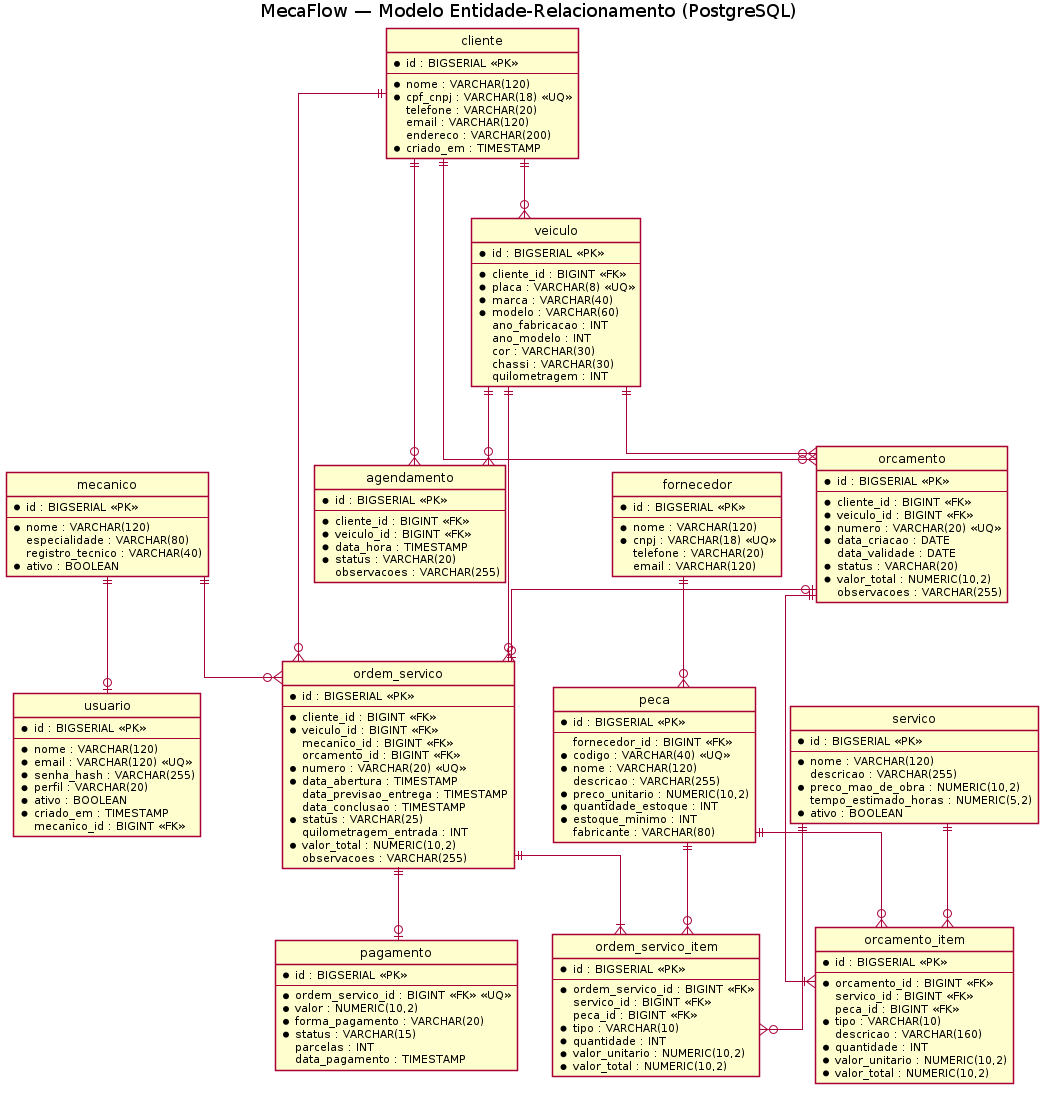 MecaFlow — Modelo Entidade-Relacionamento (PostgreSQL)
cliente
id : BIGSERIAL «PK»
nome : VARCHAR(120)
cpf_cnpj : VARCHAR(18) «UQ»
telefone : VARCHAR(20)
email : VARCHAR(120)
endereco : VARCHAR(200)
criado_em : TIMESTAMP
veiculo
id : BIGSERIAL «PK»
cliente_id : BIGINT «FK»
placa : VARCHAR(8) «UQ»
marca : VARCHAR(40)
modelo : VARCHAR(60)
ano_fabricacao : INT
ano_modelo : INT
cor : VARCHAR(30)
chassi : VARCHAR(30)
quilometragem : INT
mecanico
id : BIGSERIAL «PK»
nome : VARCHAR(120)
especialidade : VARCHAR(80)
registro_tecnico : VARCHAR(40)
ativo : BOOLEAN
agendamento
id : BIGSERIAL «PK»
cliente_id : BIGINT «FK»
veiculo_id : BIGINT «FK»
data_hora : TIMESTAMP
status : VARCHAR(20)
observacoes : VARCHAR(255)
fornecedor
id : BIGSERIAL «PK»
nome : VARCHAR(120)
cnpj : VARCHAR(18) «UQ»
telefone : VARCHAR(20)
email : VARCHAR(120)
orcamento
id : BIGSERIAL «PK»
cliente_id : BIGINT «FK»
veiculo_id : BIGINT «FK»
numero : VARCHAR(20) «UQ»
data_criacao : DATE
data_validade : DATE
status : VARCHAR(20)
valor_total : NUMERIC(10,2)
observacoes : VARCHAR(255)
usuario
id : BIGSERIAL «PK»
nome : VARCHAR(120)
email : VARCHAR(120) «UQ»
senha_hash : VARCHAR(255)
perfil : VARCHAR(20)
ativo : BOOLEAN
criado_em : TIMESTAMP
mecanico_id : BIGINT «FK»
ordem_servico
id : BIGSERIAL «PK»
cliente_id : BIGINT «FK»
veiculo_id : BIGINT «FK»
mecanico_id : BIGINT «FK»
orcamento_id : BIGINT «FK»
numero : VARCHAR(20) «UQ»
data_abertura : TIMESTAMP
data_previsao_entrega : TIMESTAMP
data_conclusao : TIMESTAMP
status : VARCHAR(25)
quilometragem_entrada : INT
valor_total : NUMERIC(10,2)
observacoes : VARCHAR(255)
peca
id : BIGSERIAL «PK»
fornecedor_id : BIGINT «FK»
codigo : VARCHAR(40) «UQ»
nome : VARCHAR(120)
descricao : VARCHAR(255)
preco_unitario : NUMERIC(10,2)
quantidade_estoque : INT
estoque_minimo : INT
fabricante : VARCHAR(80)
servico
id : BIGSERIAL «PK»
nome : VARCHAR(120)
descricao : VARCHAR(255)
preco_mao_de_obra : NUMERIC(10,2)
tempo_estimado_horas : NUMERIC(5,2)
ativo : BOOLEAN
pagamento
id : BIGSERIAL «PK»
ordem_servico_id : BIGINT «FK» «UQ»
valor : NUMERIC(10,2)
forma_pagamento : VARCHAR(20)
status : VARCHAR(15)
parcelas : INT
data_pagamento : TIMESTAMP
ordem_servico_item
id : BIGSERIAL «PK»
ordem_servico_id : BIGINT «FK»
servico_id : BIGINT «FK»
peca_id : BIGINT «FK»
tipo : VARCHAR(10)
quantidade : INT
valor_unitario : NUMERIC(10,2)
valor_total : NUMERIC(10,2)
orcamento_item
id : BIGSERIAL «PK»
orcamento_id : BIGINT «FK»
servico_id : BIGINT «FK»
peca_id : BIGINT «FK»
tipo : VARCHAR(10)
descricao : VARCHAR(160)
quantidade : INT
valor_unitario : NUMERIC(10,2)
valor_total : NUMERIC(10,2)